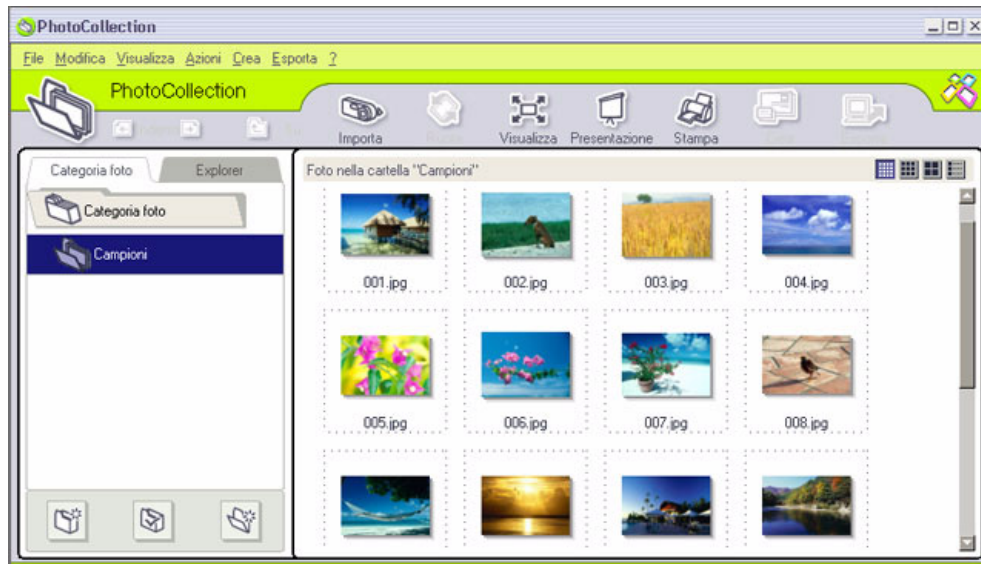 PhotoCollection
File Modifica Visualizza Azioni Crea Esporta ?
PhotoCollection
Importa Visualizza Presentazione Stampa
Categoria foto Explorer
Foto nella cartella "Campioni"
Categoria foto
Campioni
001.jpg 002.jpg 003.jpg 004.jpg
005.jpg 006.jpg 007.jpg 008.jpg